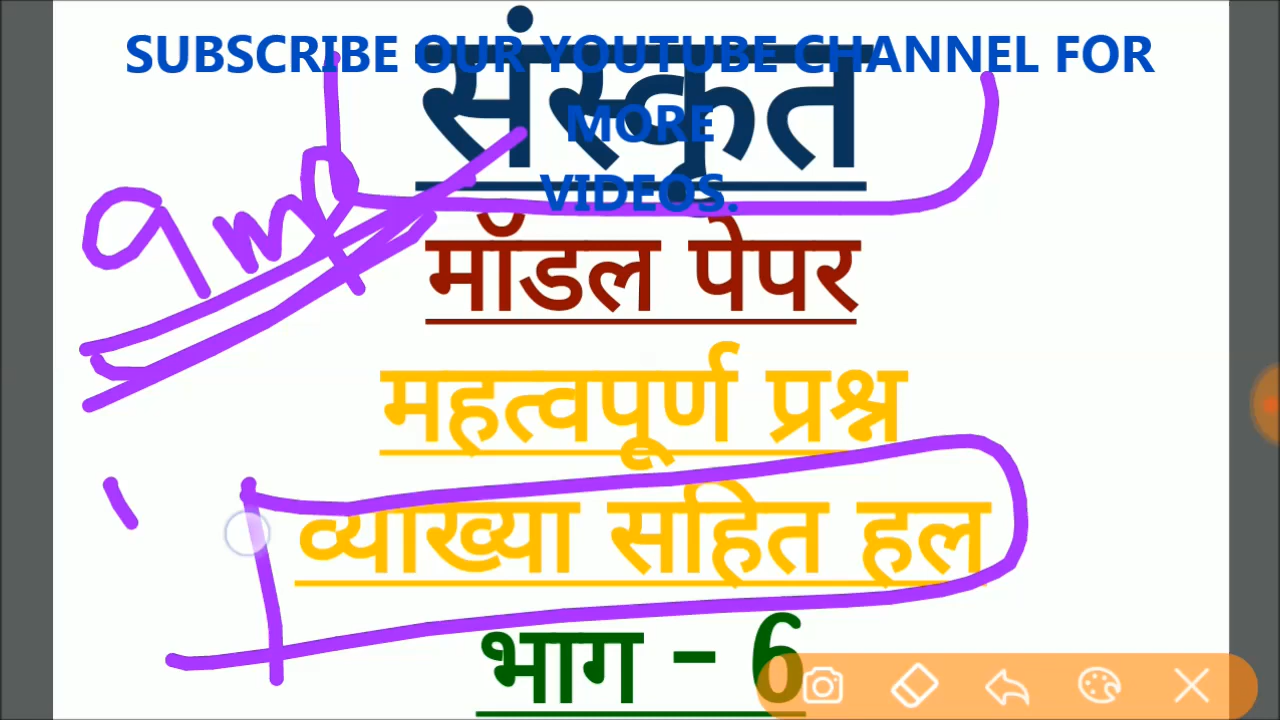 SUBSCRIBE OUR YOUTUBE CHANNEL FOR
MORE
VIDEOS.
संस्कृत
मॉडल पेपर
महत्वपूर्ण प्रश्न
व्याख्या सहित हल
भाग - 6